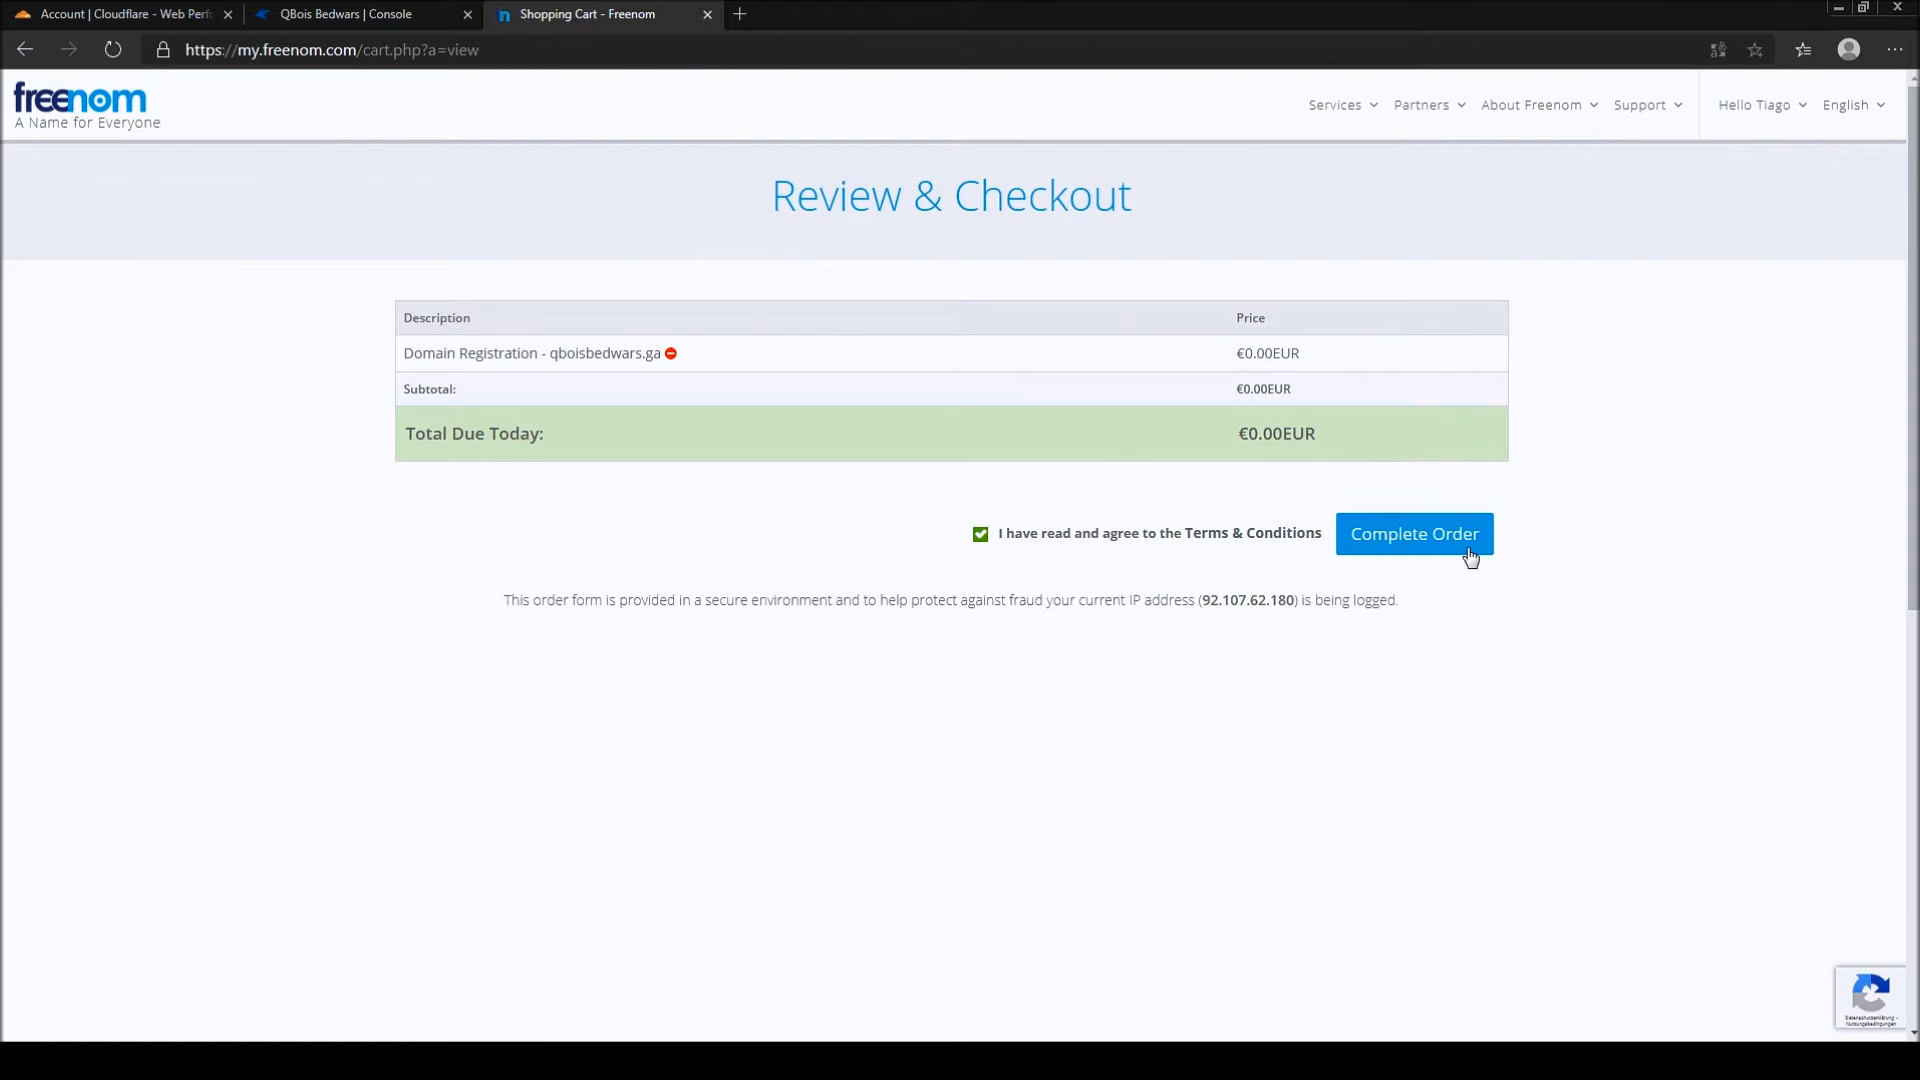 Account | Cloudflare - Web Perf
QBois Bedwars | Console
Shopping Cart - Freenom
https://my.freenom.com/cart.php?a=view
freenom
A Name for Everyone
Services
Partners
About Freenom
Support
Hello Tiago
English
Review & Checkout
Description
Price
Domain Registration - qboisbedwars.ga
€0.00EUR
Subtotal:
€0.00EUR
Total Due Today:
€0.00EUR
I have read and agree to the Terms & Conditions
Complete Order
This order form is provided in a secure environment and to help protect against fraud your current IP address (92.107.62.180) is being logged.
Datenschutzerklärung -
Nutzungsbedingungen